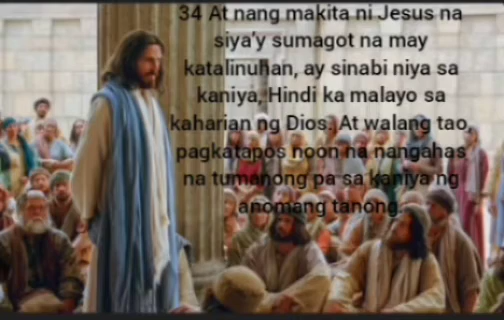 34 At nang makita ni Jesus na
siya'y sumagot na may
katalinuhan, ay sinabi niya sa
kaniya, Hindi ka malayo sa
kaharian ng Dios. At walang tao,
pagkatapos noon na nangahas
na tumanong pa sa kaniya ng
anomang tanong.